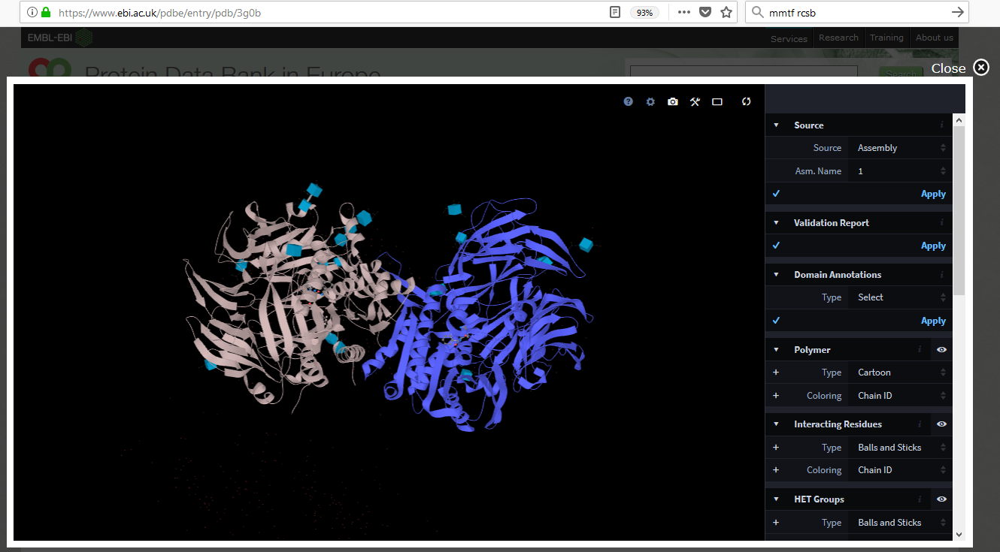 https://www.ebi.ac.uk/pdbe/entry/pdb/3g0b 93% mmtf rcsb
EMBL-EBI Services Research Training About us
Protein Data Bank in Europe Search
Close
Source
Source Assembly
Asm. Name 1
Apply
Validation Report
Apply
Domain Annotations
Type Select
Apply
Polymer
Type Cartoon
Coloring Chain ID
Interacting Residues
Type Balls and Sticks
Coloring Chain ID
HET Groups
Type Balls and Sticks